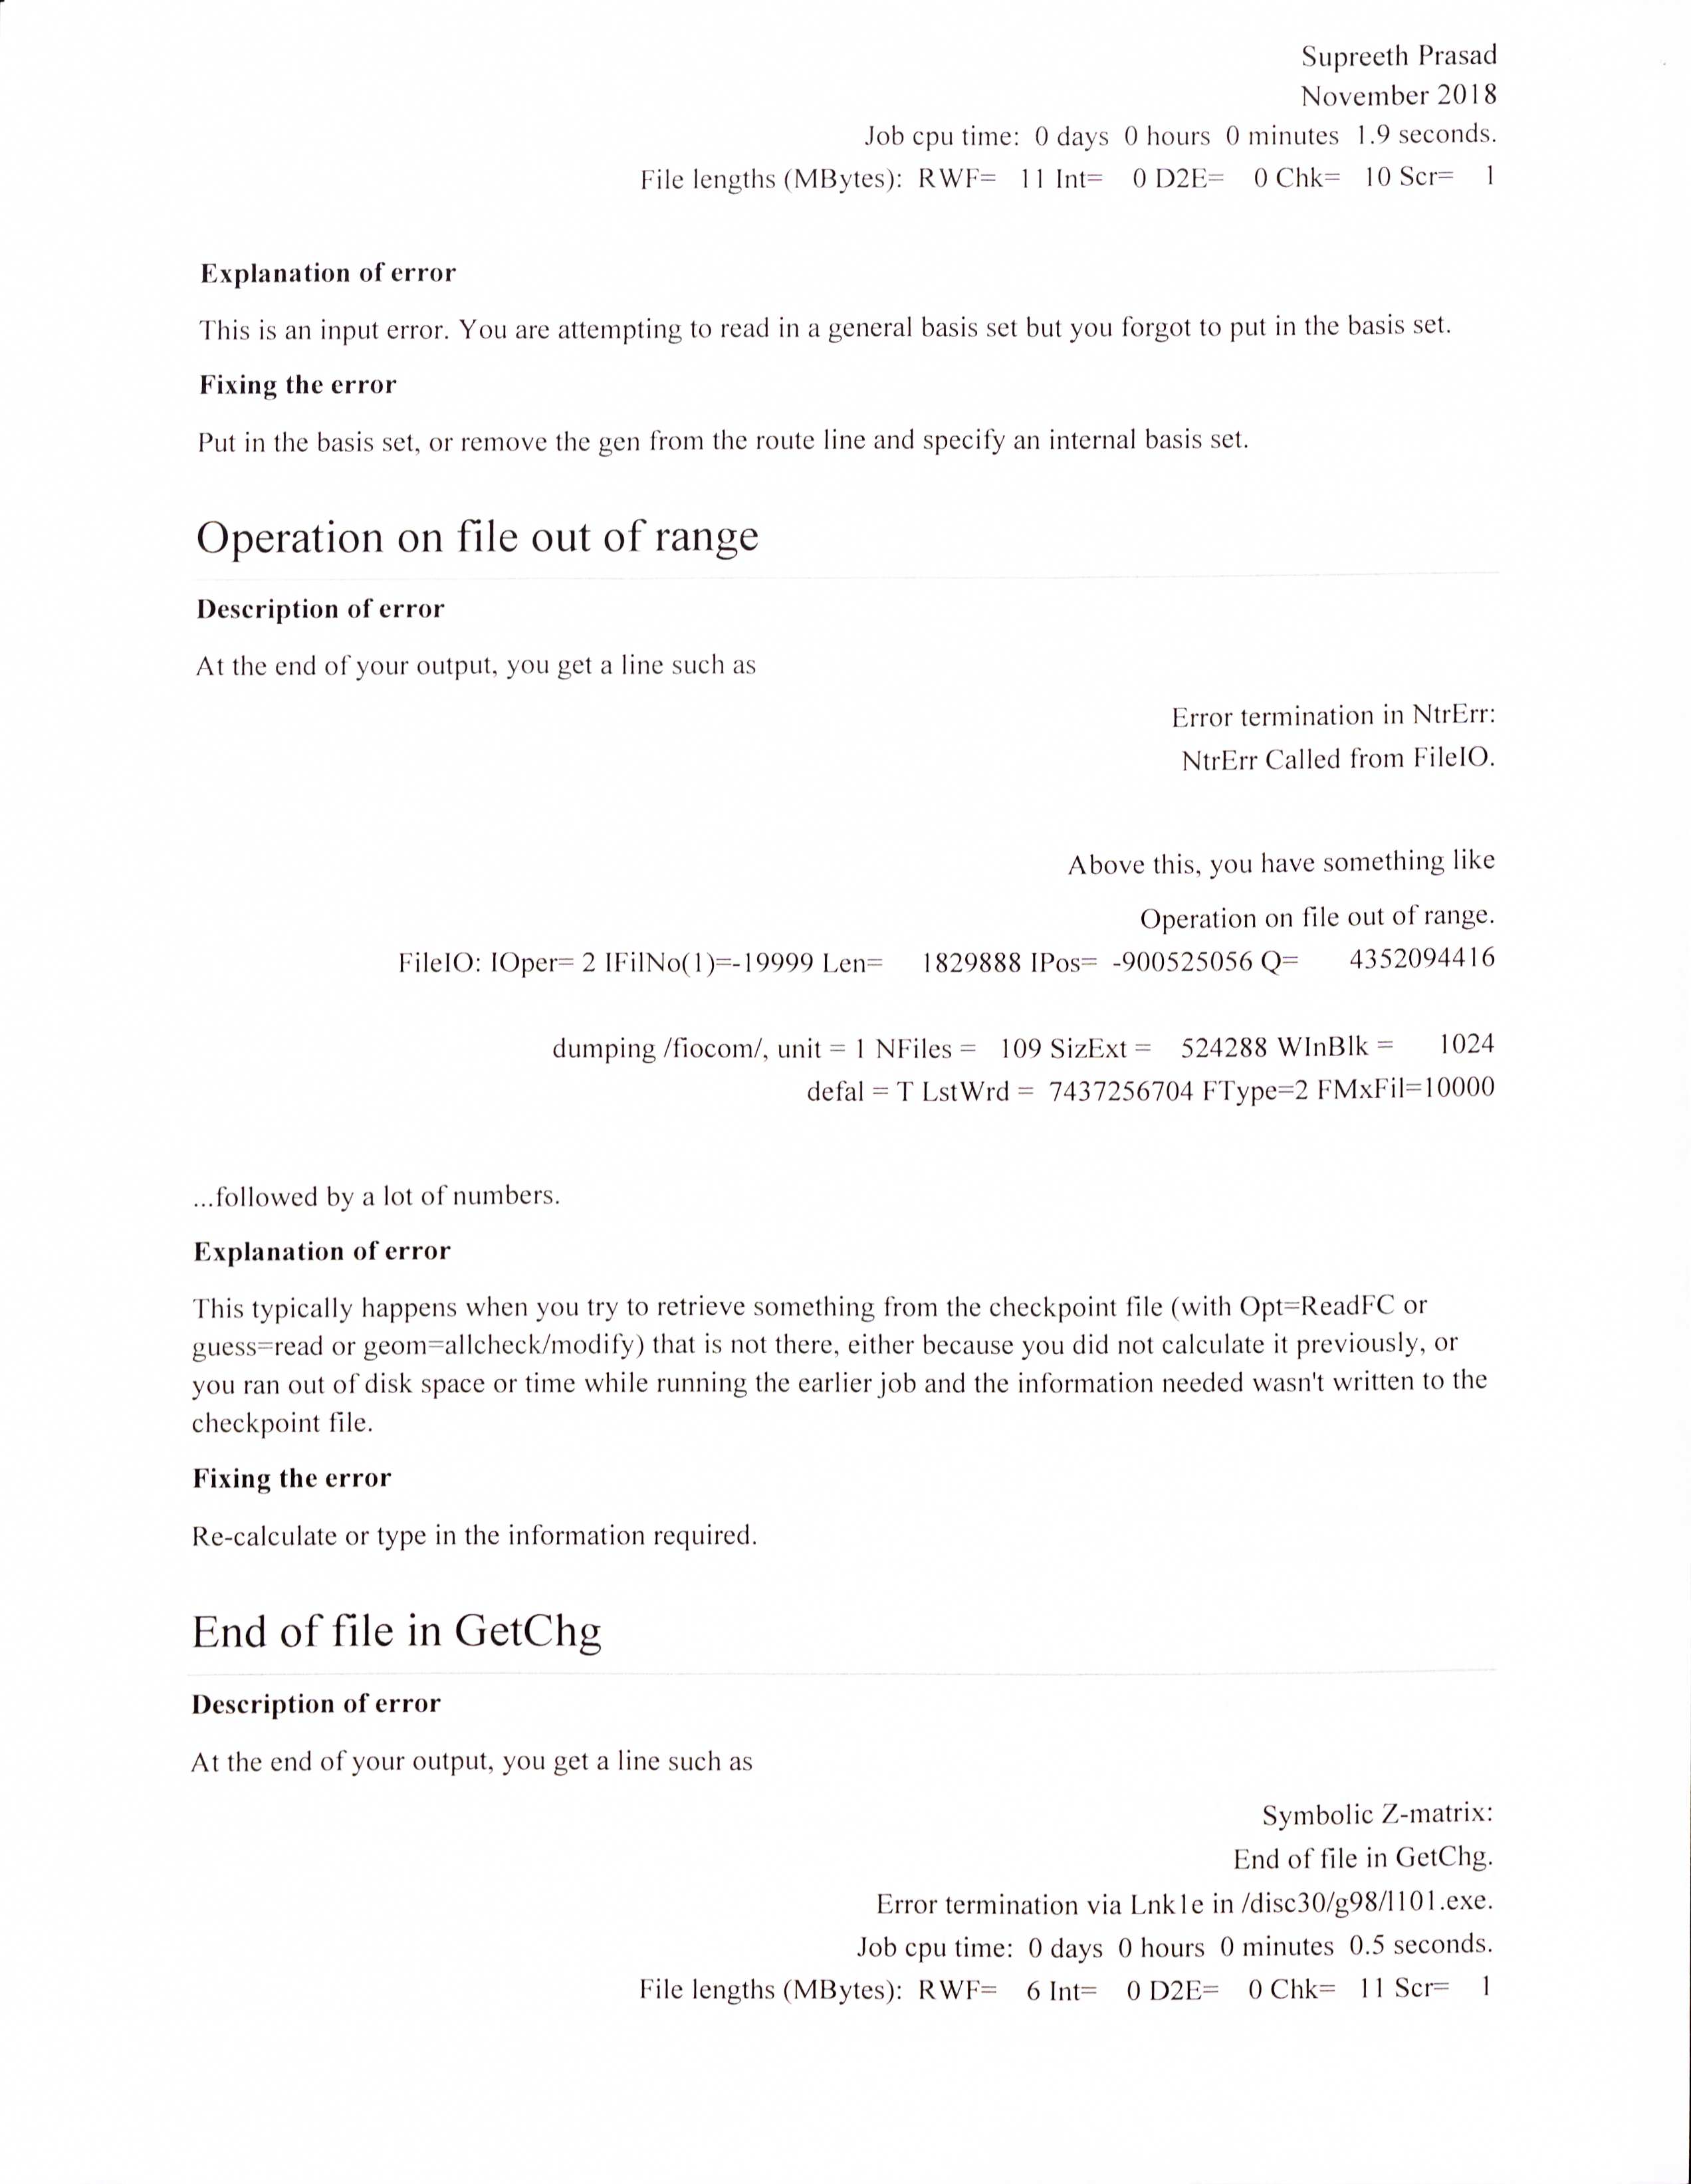 Supreeth Prasad
November 2018
Job cpu time: 0 days 0 hours 0 minutes 1.9 seconds.
File lengths (MBytes): RWF= 11 Int= 0 D2E= 0 Chk= 10 Scr= 1
Explanation of error
This is an input error. You are attempting to read in a general basis set but you forgot to put in the basis set.
Fixing the error
Put in the basis set, or remove the gen from the route line and specify an internal basis set.
Operation on file out of range
Description of error
At the end of your output, you get a line such as
Error termination in NtrErr:
NtrErr Called from FileIO.
Above this, you have something like
Operation on file out of range.
FileIO: IOper= 2 IFilNo(1)=-19999 Len= 1829888 IPos= -900525056 Q= 4352094416
dumping /fiocom/, unit = 1 NFiles = 109 SizExt = 524288 WInBlk = 1024
defal = T LstWrd = 7437256704 FType=2 FMxFil=10000
...followed by a lot of numbers.
Explanation of error
This typically happens when you try to retrieve something from the checkpoint file (with Opt=ReadFC or
guess=read or geom=allcheck/modify) that is not there, either because you did not calculate it previously, or
you ran out of disk space or time while running the earlier job and the information needed wasn't written to the
checkpoint file.
Fixing the error
Re-calculate or type in the information required.
End of file in GetChg
Description of error
At the end of your output, you get a line such as
Symbolic Z-matrix:
End of file in GetChg.
Error termination via Lnk1e in /disc30/g98/l101.exe.
Job cpu time: 0 days 0 hours 0 minutes 0.5 seconds.
File lengths (MBytes): RWF= 6 Int= 0 D2E= 0 Chk= 11 Scr= 1